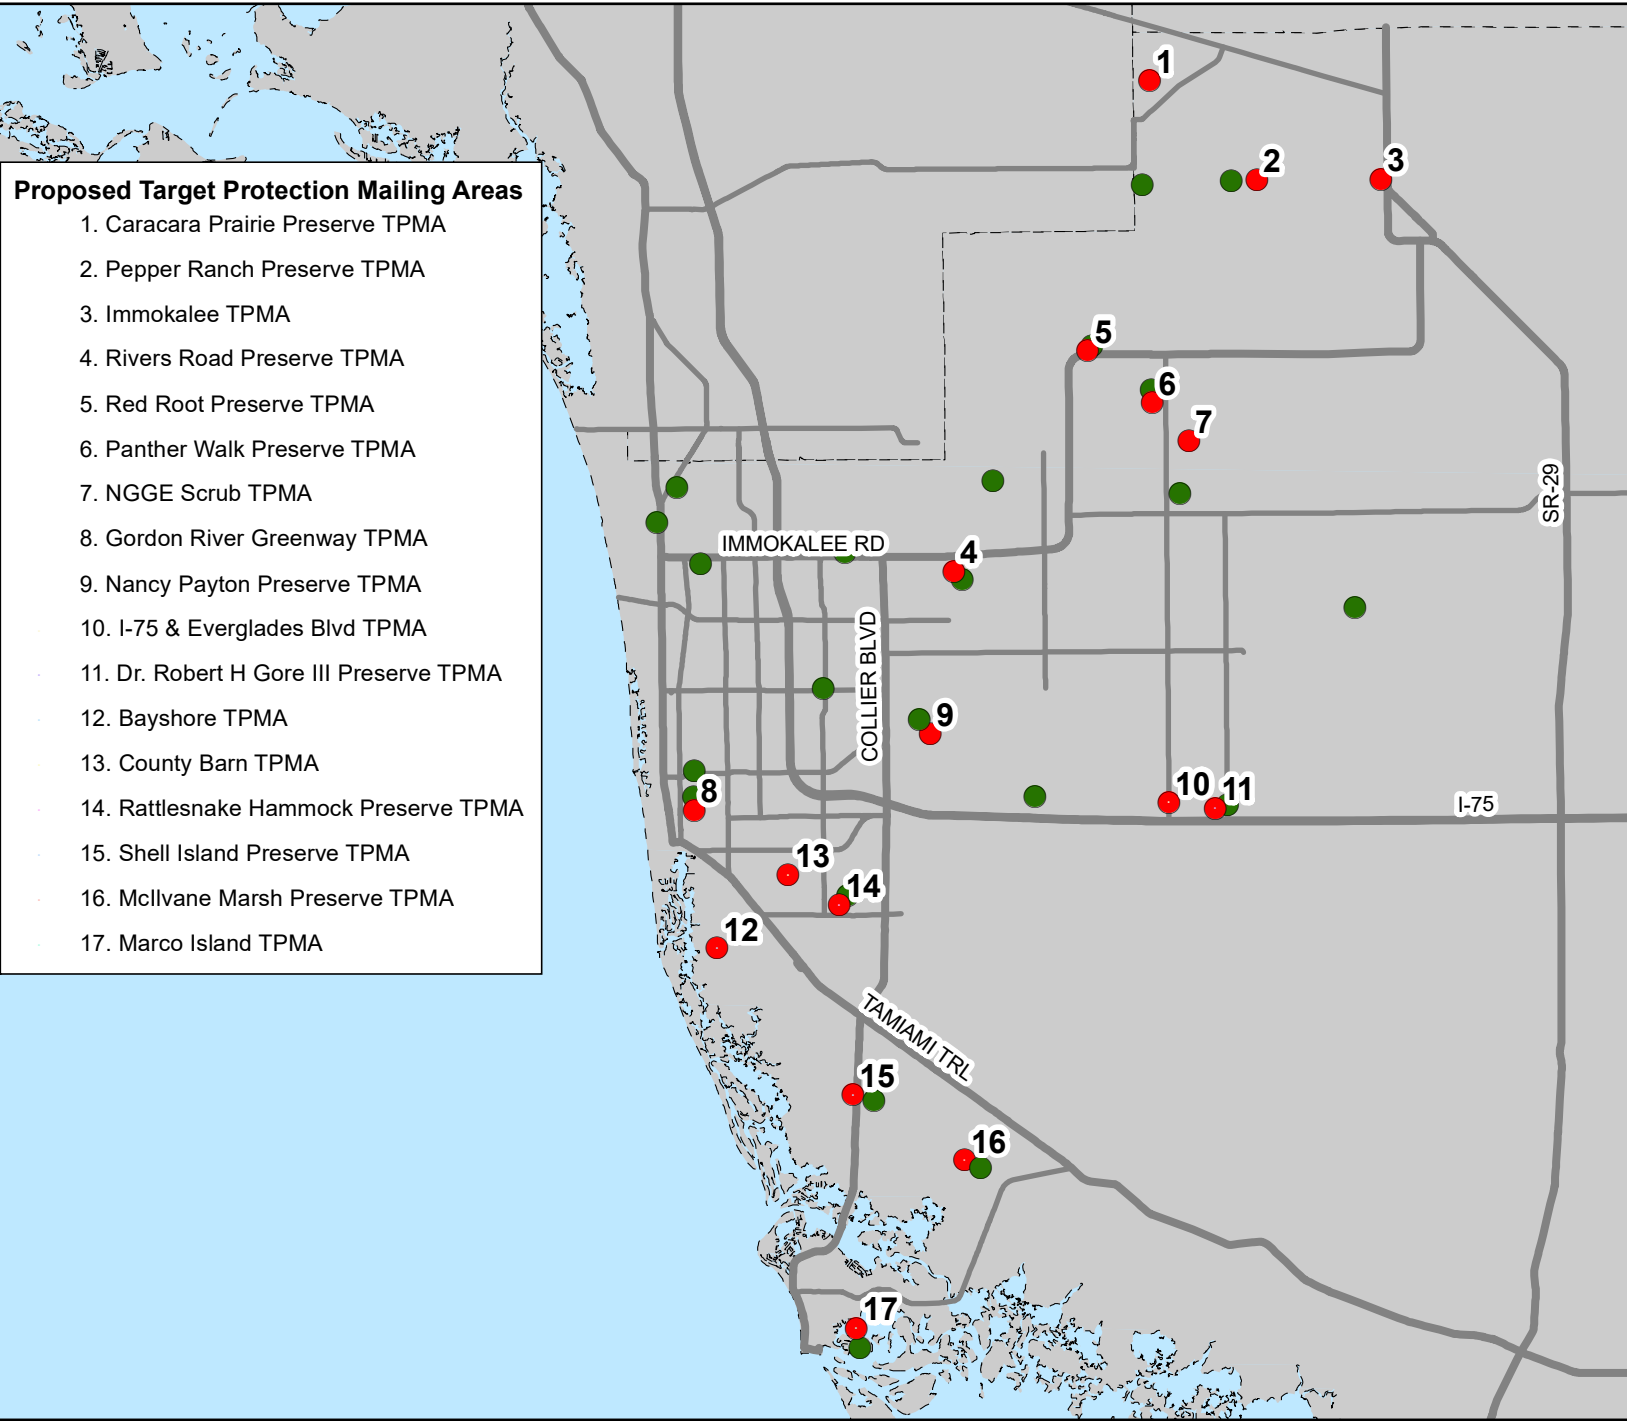 Proposed Target Protection Mailing Areas
1. Caracara Prairie Preserve TPMA
2. Pepper Ranch Preserve TPMA
3. Immokalee TPMA
4. Rivers Road Preserve TPMA
5. Red Root Preserve TPMA
6. Panther Walk Preserve TPMA
7. NGGE Scrub TPMA
8. Gordon River Greenway TPMA
9. Nancy Payton Preserve TPMA
10. I-75 & Everglades Blvd TPMA
11. Dr. Robert H Gore III Preserve TPMA
12. Bayshore TPMA
13. County Barn TPMA
14. Rattlesnake Hammock Preserve TPMA
15. Shell Island Preserve TPMA
16. McIlvane Marsh Preserve TPMA
17. Marco Island TPMA
1
2
3
5
6
7
SR-29
IMMOKALEE RD
4
COLLIER BLVD
9
8
10
11
I-75
13
14
12
TAMIAMI TRL
15
16
17